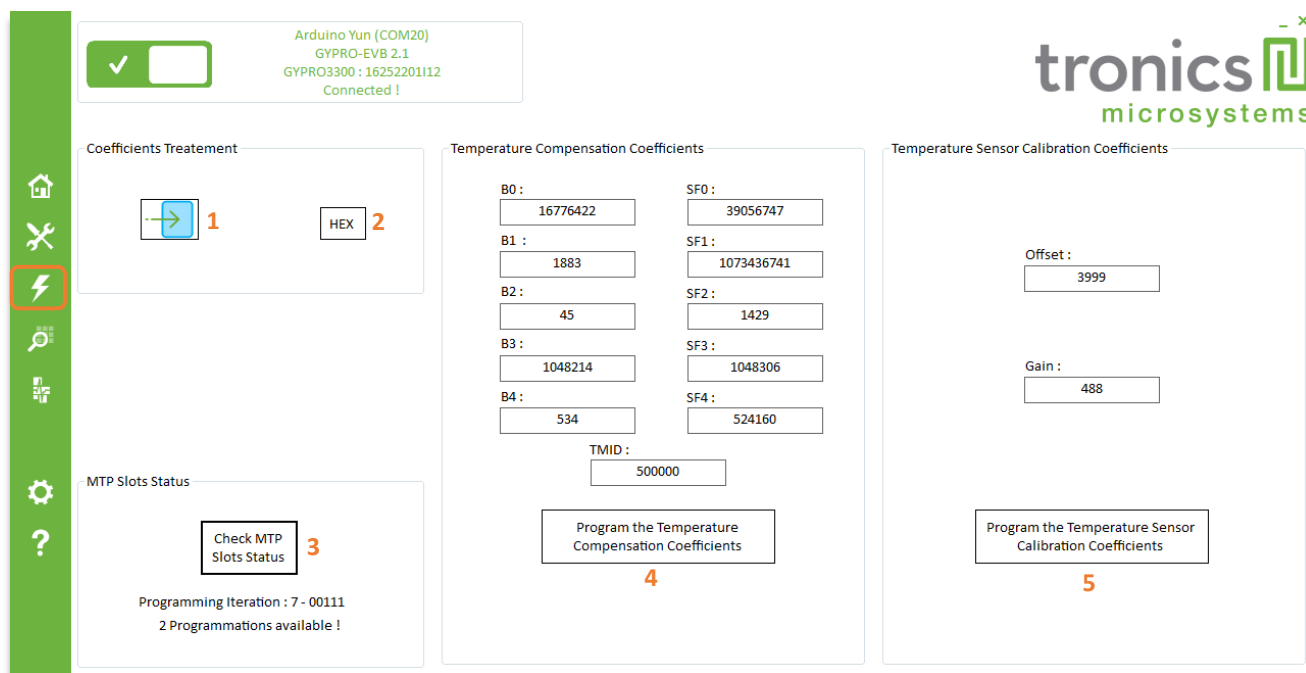 Arduino Yun (COM20)
GYPRO-EVB 2.1
GYPRO3300 : 16252201I12
Connected !
tronics
microsystems
Coefficients Treatement
1
HEX
2
MTP Slots Status
Check MTP
Slots Status
3
Programming Iteration : 7 - 00111
2 Programmations available !
Temperature Compensation Coefficients
B0 :
16776422
SF0 :
39056747
B1 :
1883
SF1 :
1073436741
B2 :
45
SF2 :
1429
B3 :
1048214
SF3 :
1048306
B4 :
534
SF4 :
524160
TMID :
500000
Program the Temperature
Compensation Coefficients
4
Temperature Sensor Calibration Coefficients
Offset :
3999
Gain :
488
Program the Temperature Sensor
Calibration Coefficients
5
?